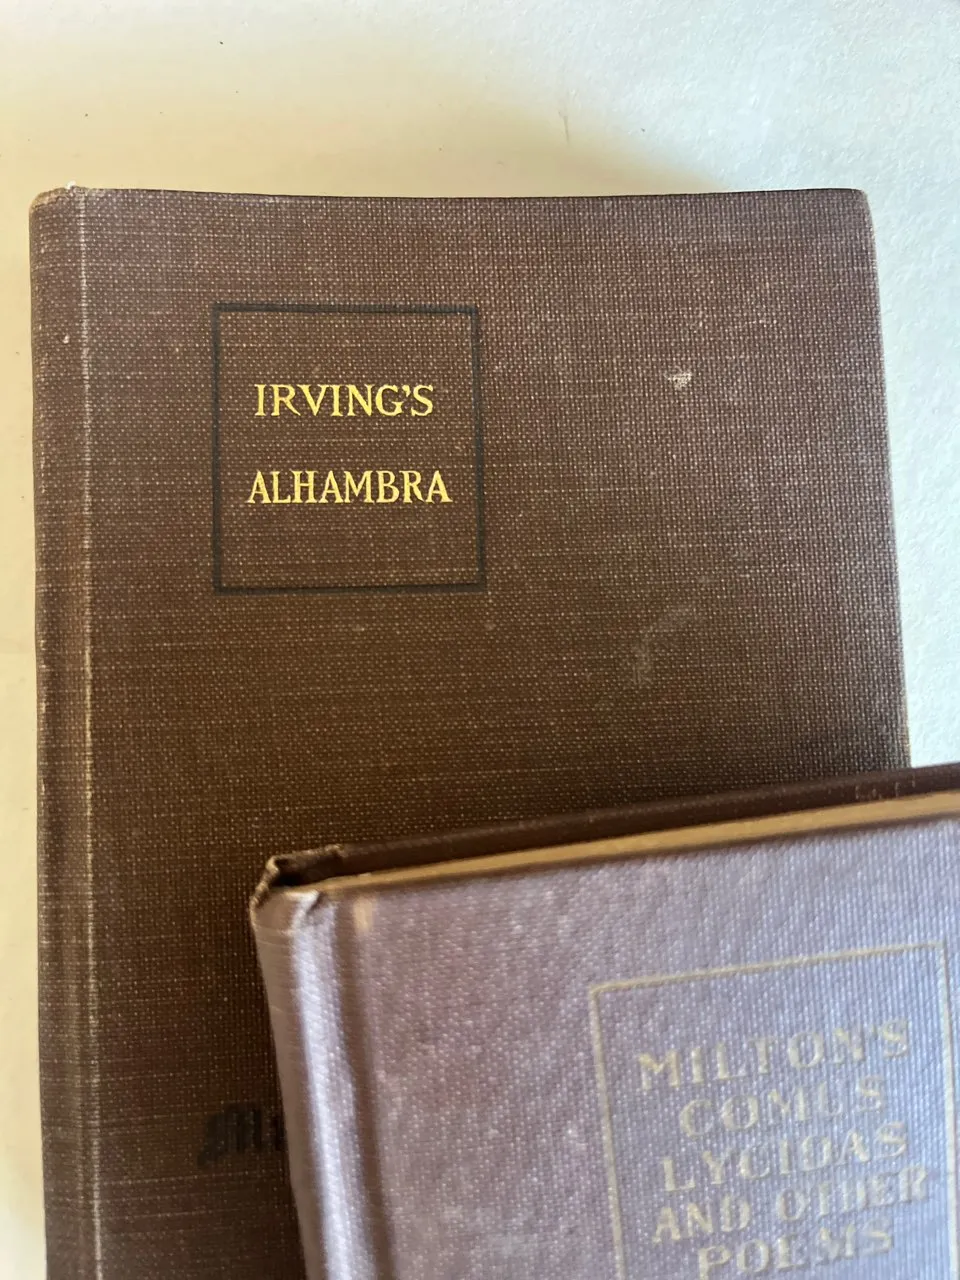 IRVING'S
ALHAMBRA
MILTON'S
COMUS
LYCIDAS
AND OTHER
POEMS